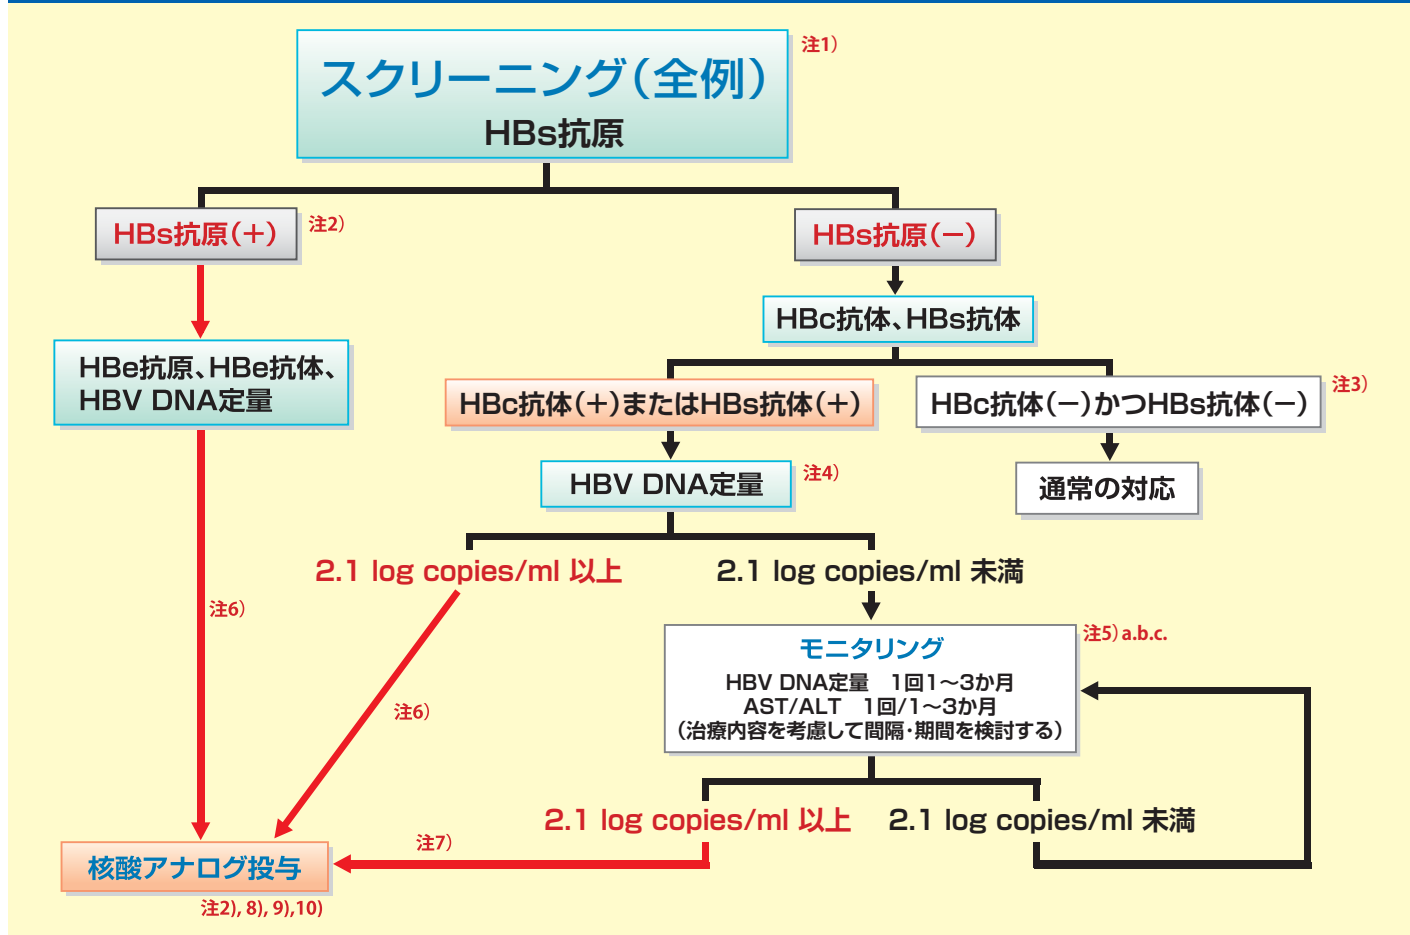 注1)
スクリーニング(全例)
HBs抗原
HBs抗原(+)
注2)
HBs抗原(－)
HBc抗体、HBs抗体
HBe抗原、HBe抗体、
HBV DNA定量
HBc抗体(+)またはHBs抗体(+)
HBc抗体(－)かつHBs抗体(－)
注3)
HBV DNA定量
注4)
通常の対応
2.1 log copies/ml 以上
2.1 log copies/ml 未満
注6)
モニタリング
注5)a.b.c.
HBV DNA定量　1回1～3か月
AST/ALT　1回/1～3か月
(治療内容を考慮して間隔・期間を検討する)
注6)
2.1 log copies/ml 以上
2.1 log copies/ml 未満
注7)
核酸アナログ投与
注2), 8), 9),10)